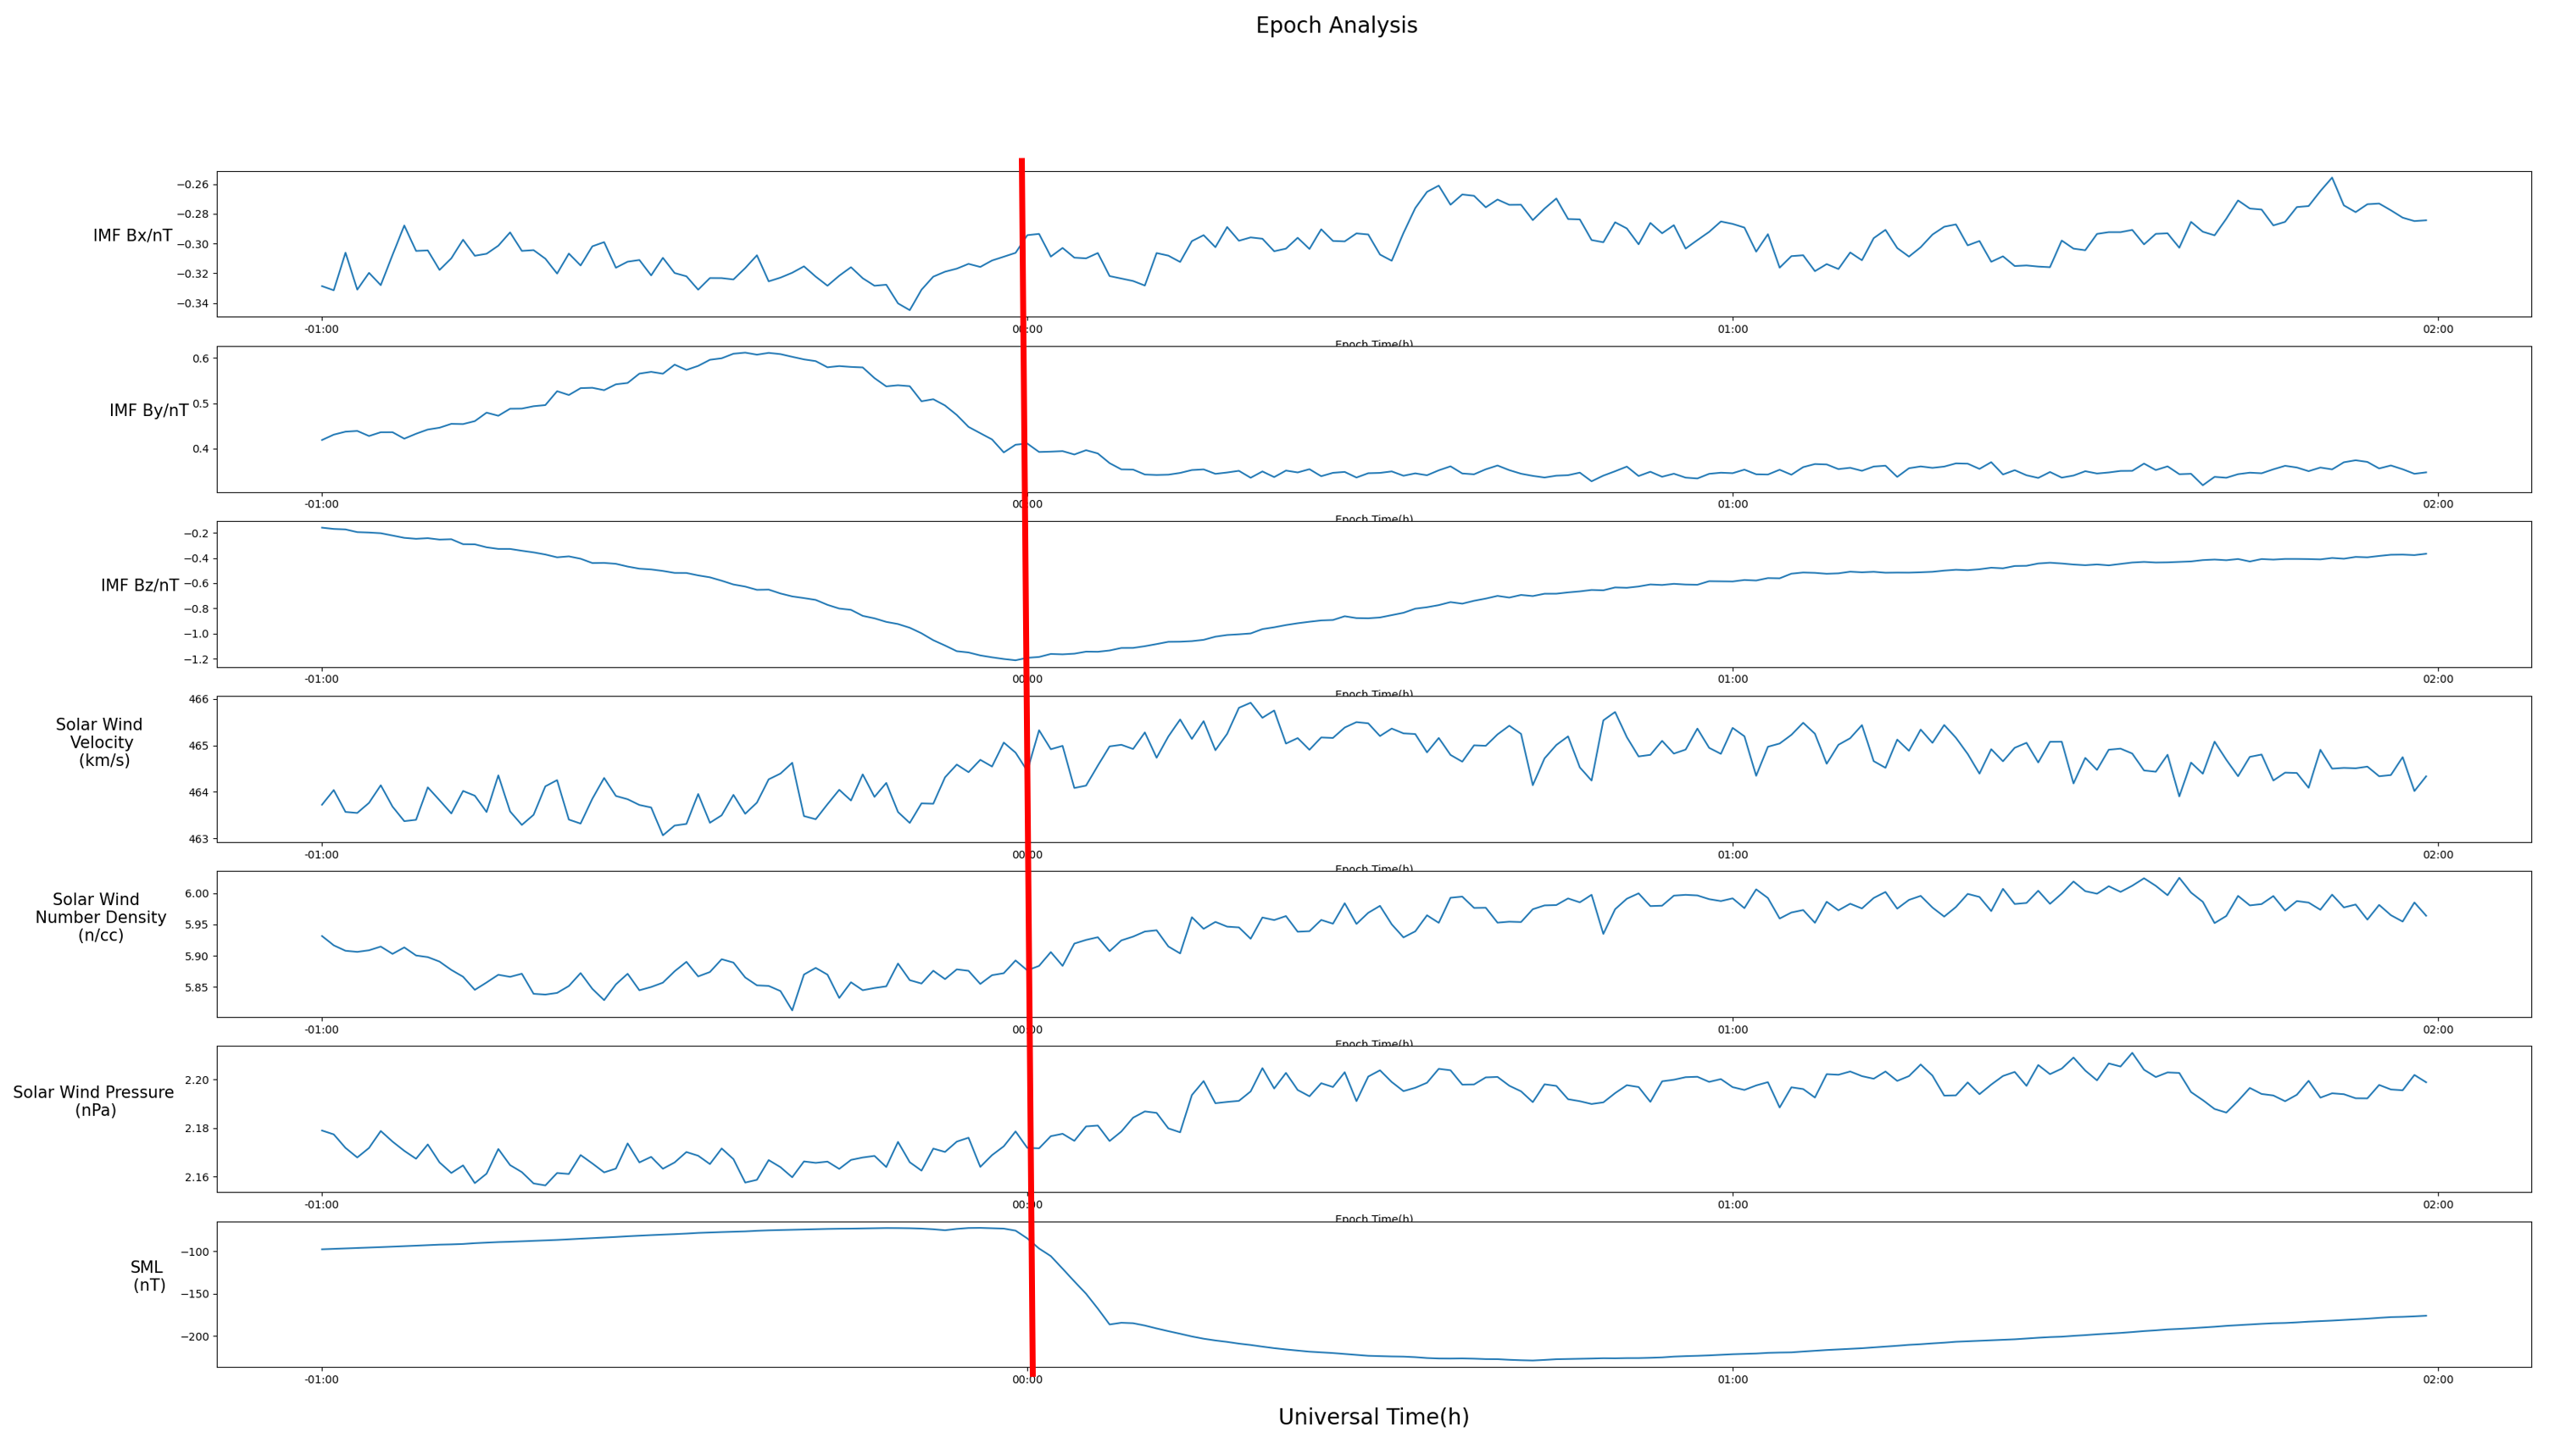 Epoch Analysis
IMF Bx/nT
−0.26
−0.28
−0.30
−0.32
−0.34
-01:00 00:00 01:00 02:00
Epoch Time(h)
IMF By/nT
0.6
0.5
0.4
-01:00 00:00 01:00 02:00
Epoch Time(h)
IMF Bz/nT
−0.2
−0.4
−0.6
−0.8
−1.0
−1.2
-01:00 00:00 01:00 02:00
Epoch Time(h)
Solar Wind
Velocity
(km/s)
466
465
464
463
-01:00 00:00 01:00 02:00
Epoch Time(h)
Solar Wind
Number Density
(n/cc)
6.00
5.95
5.90
5.85
-01:00 00:00 01:00 02:00
Epoch Time(h)
Solar Wind Pressure
(nPa)
2.20
2.18
2.16
-01:00 00:00 01:00 02:00
Epoch Time(h)
SML
(nT)
−100
−150
−200
-01:00 00:00 01:00 02:00
Universal Time(h)